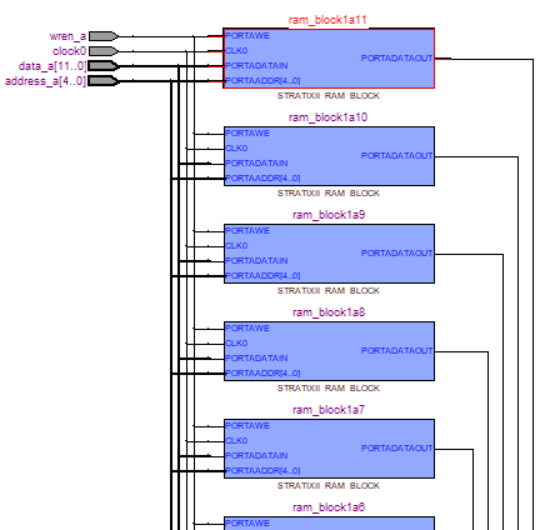 ram_block1a11
wren_a
PORTAWE
clock0
CLK0
PORTADATAOUT
data_a[11..0]
PORTADATAIN
address_a[4..0]
PORTAADDR[4..0]
STRATIXII RAM BLOCK
ram_block1a10
PORTAWE
CLK0
PORTADATAOUT
PORTADATAIN
PORTAADDR[4..0]
STRATIXII RAM BLOCK
ram_block1a9
PORTAWE
CLK0
PORTADATAOUT
PORTADATAIN
PORTAADDR[4..0]
STRATIXII RAM BLOCK
ram_block1a8
PORTAWE
CLK0
PORTADATAOUT
PORTADATAIN
PORTAADDR[4..0]
STRATIXII RAM BLOCK
ram_block1a7
PORTAWE
CLK0
PORTADATAOUT
PORTADATAIN
PORTAADDR[4..0]
STRATIXII RAM BLOCK
ram_block1a6
PORTAWE